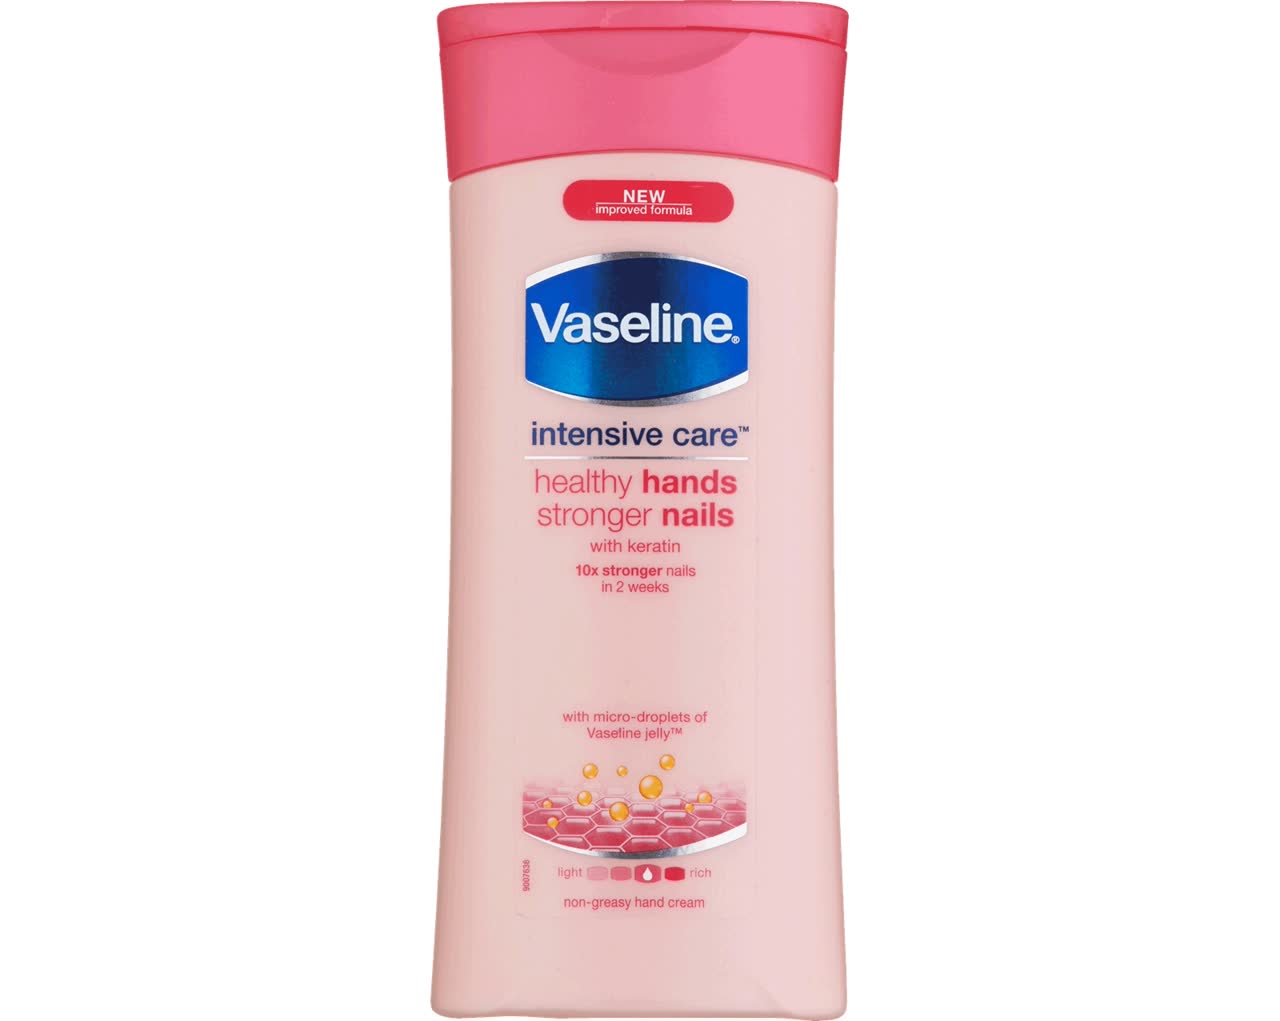 NEW
improved formula
Vaseline®
intensive care™
healthy hands
stronger nails
with keratin
10x stronger nails
in 2 weeks
with micro-droplets of
Vaseline jelly™
9007636
light rich
non-greasy hand cream